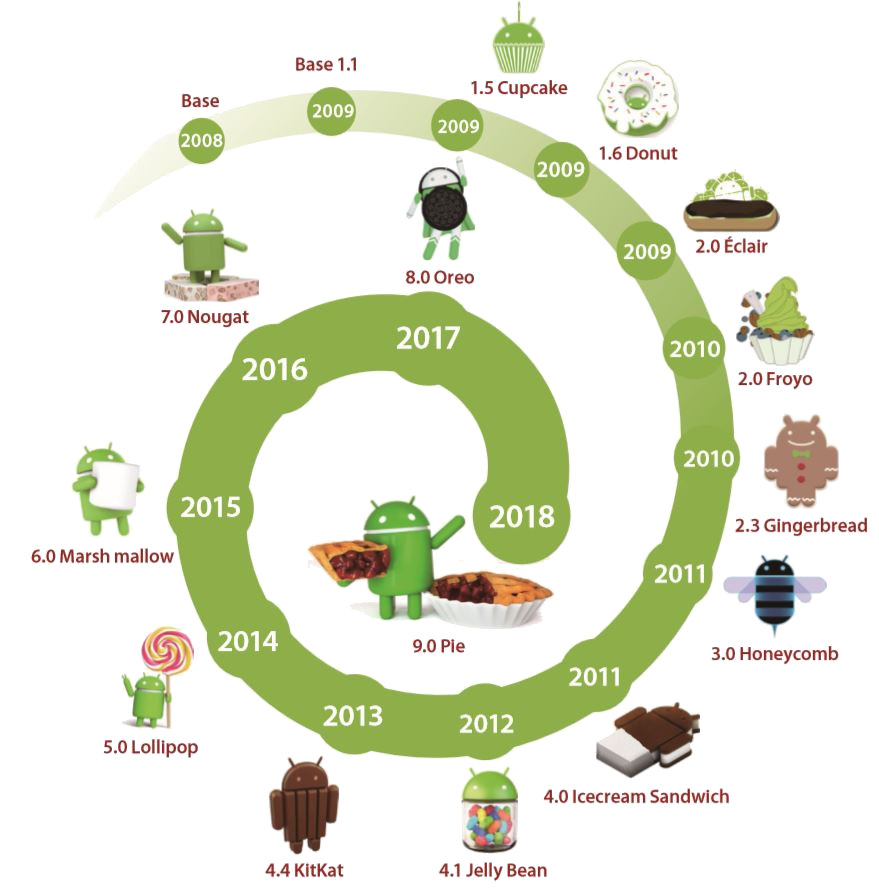 Base
2008
Base 1.1
2009
1.5 Cupcake
2009
1.6 Donut
2009
2.0 Éclair
2009
2.0 Froyo
2010
2.3 Gingerbread
2010
3.0 Honeycomb
2011
4.0 Icecream Sandwich
2011
4.1 Jelly Bean
2012
4.4 KitKat
2013
5.0 Lollipop
2014
6.0 Marsh mallow
2015
7.0 Nougat
2016
8.0 Oreo
2017
9.0 Pie
2018